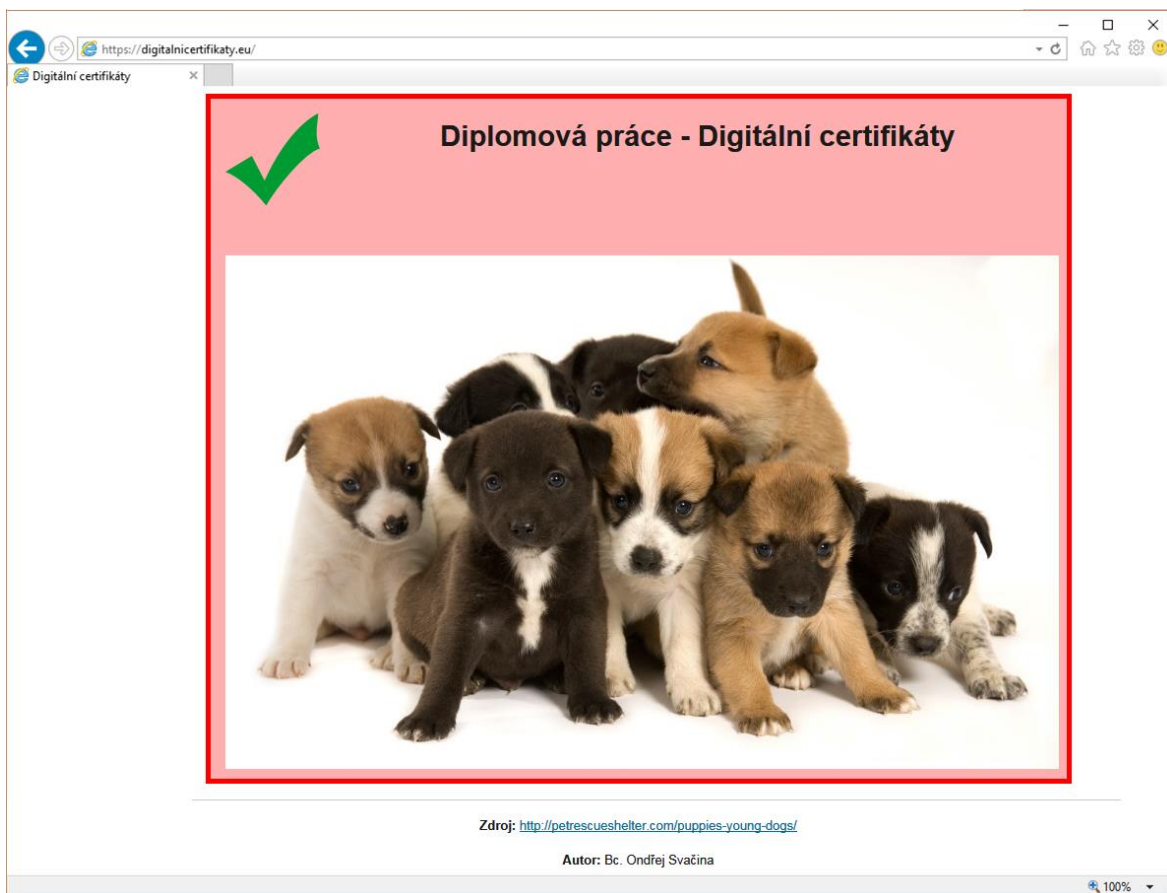 https://digitalnicertifikaty.eu/
Digitální certifikáty
Diplomová práce - Digitální certifikáty
Zdroj: http://petrescueshelter.com/puppies-young-dogs/
Autor: Bc. Ondřej Svačina
100%